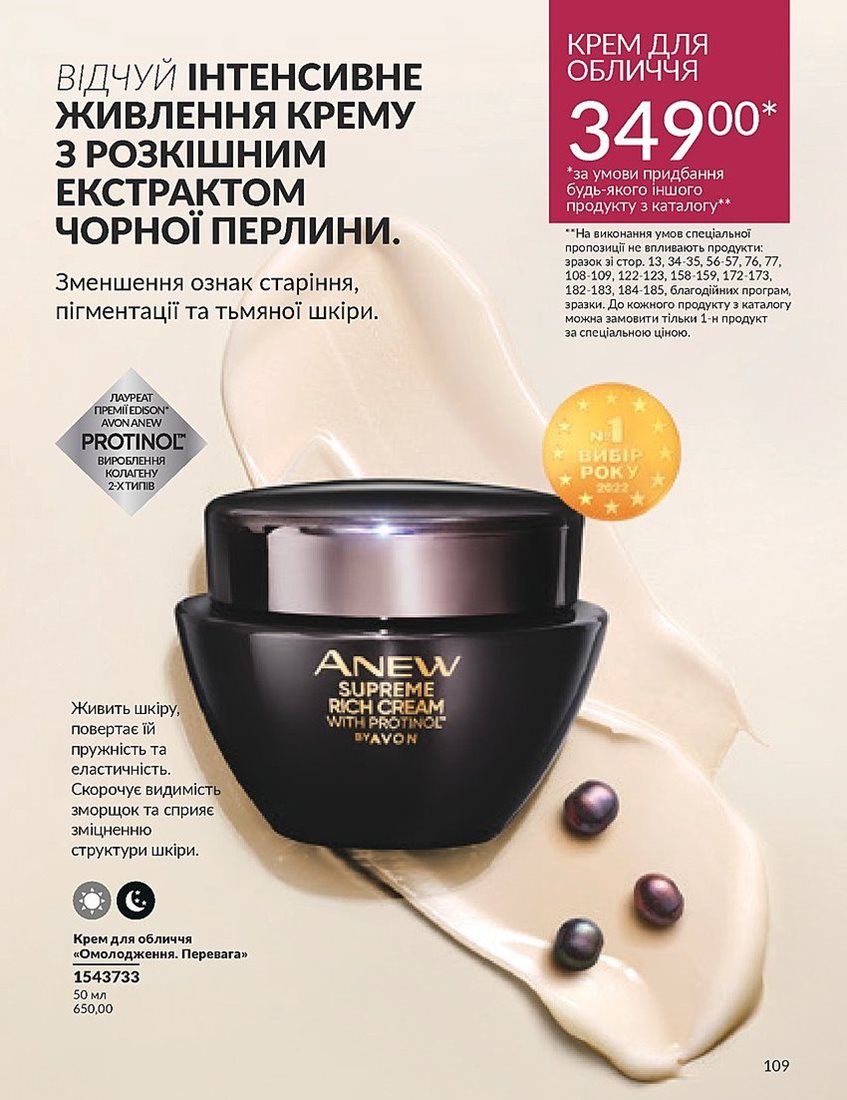 ВІДЧУЙ ІНТЕНСИВНЕ
ЖИВЛЕННЯ КРЕМУ
З РОЗКІШНИМ
ЕКСТРАКТОМ
ЧОРНОЇ ПЕРЛИНИ.
Зменшення ознак старіння,
пігментації та тьмяної шкіри.
КРЕМ ДЛЯ
ОБЛИЧЧЯ
34900*
*за умови придбання
будь-якого іншого
продукту з каталогу**
**На виконання умов спеціальної
пропозиції не впливають продукти:
зразок зі стор. 13, 34-35, 56-57, 76, 77,
108-109, 122-123, 158-159, 172-173,
182-183, 184-185, благодійних програм,
зразки. До кожного продукту з каталогу
можна замовити тільки 1-н продукт
за спеціальною ціною.
ЛАУРЕАТ
ПРЕМІЇ EDISON*
AVON ANEW
PROTINOL™
ВИРОБЛЕННЯ
КОЛАГЕНУ
2-Х ТИПІВ
№1
ВИБІР
РОКУ
2022
ANEW
SUPREME
RICH CREAM
WITH PROTINOL™
BY AVON
Живить шкіру,
повертає їй
пружність та
еластичність.
Скорочує видимість
зморщок та сприяє
зміцненню
структури шкіри.
Крем для обличчя
«Омолодження. Перевага»
1543733
50 мл
650,00
109